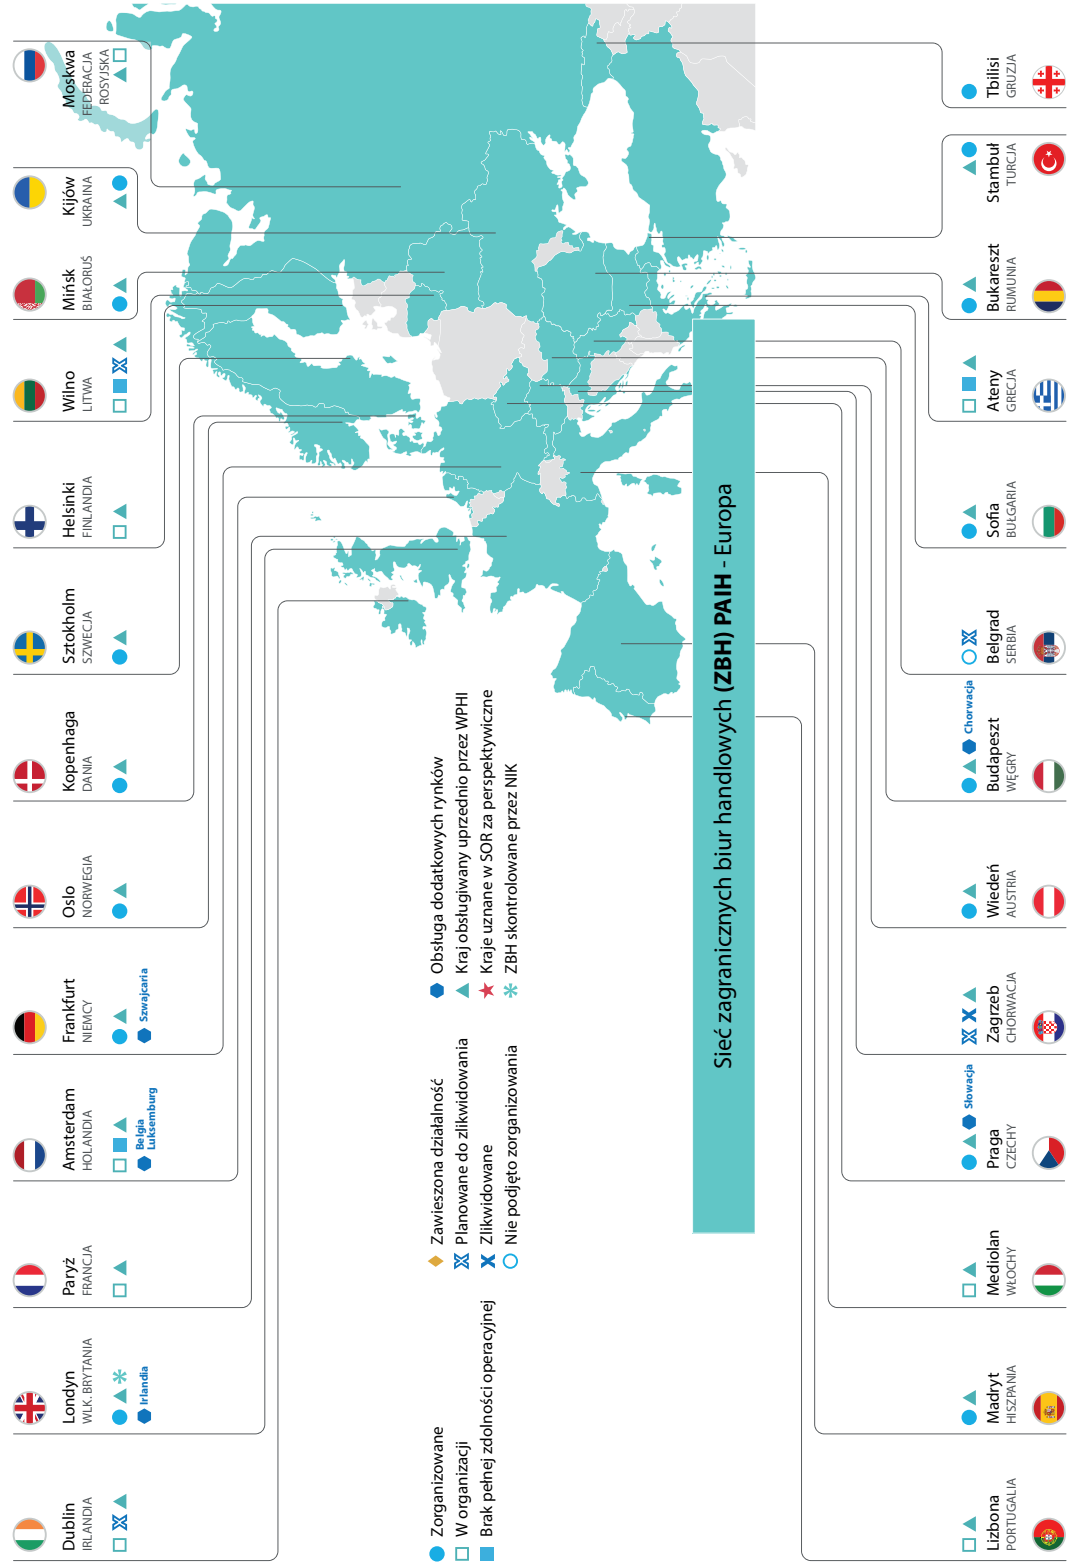 Dublin
IRLANDIA
Londyn
WLK. BRYTANIA
Irlandia
Paryż
FRANCJA
Amsterdam
HOLANDIA
Belgia
Luksemburg
Frankfurt
NIEMCY
Szwajcaria
Oslo
NORWEGIA
Kopenhaga
DANIA
Sztokholm
SZWECJA
Helsinki
FINLANDIA
Wilno
LITWA
Mińsk
BIAŁORUŚ
Kijów
UKRAINA
Moskwa
FEDERACJA
ROSYJSKA
Zorganizowane
W organizacji
Brak pełnej zdolności operacyjnej
Zawieszona działalność
Planowane do zlikwidowania
Zlikwidowane
Nie podjęto zorganizowania
Obsługa dodatkowych rynków
Kraj obsługiwany uprzednio przez WPHI
Kraje uznane w SOR za perspektywiczne
ZBH skontrolowane przez NIK
Sieć zagranicznych biur handlowych (ZBH) PAIH - Europa
Lizbona
PORTUGALIA
Madryt
HISZPANIA
Mediolan
WŁOCHY
Słowacja
Praga
CZECHY
Zagrzeb
CHORWACJA
Wiedeń
AUSTRIA
Chorwacja
Budapeszt
WĘGRY
Belgrad
SERBIA
Sofia
BUŁGARIA
Ateny
GRECJA
Bukareszt
RUMUNIA
Stambuł
TURCJA
Tbilisi
GRUZJA